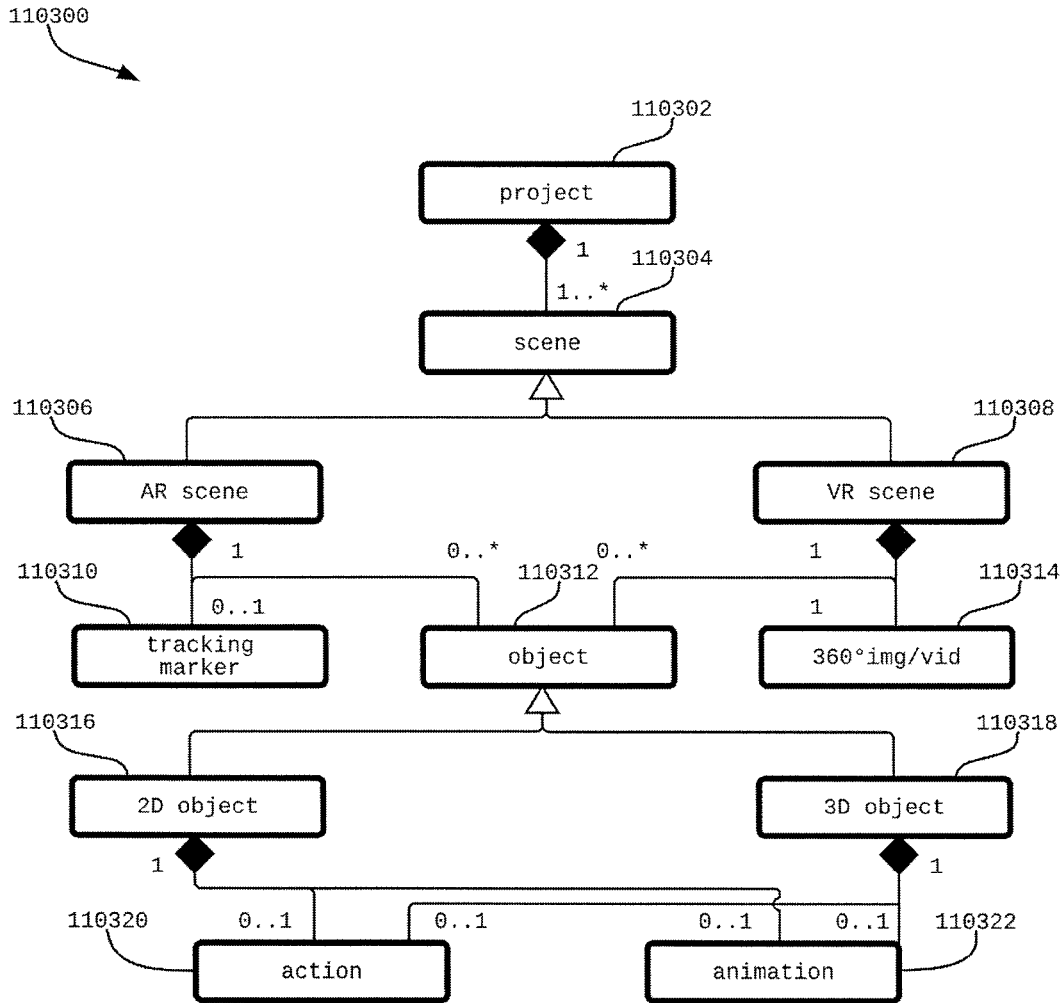 110300
110302
project
1
110304
1..*
scene
110306
110308
AR scene
VR scene
1
0..*
0..*
1
110310
110312
110314
0..1
1
tracking
marker
object
360°img/vid
110316
110318
2D object
3D object
1
1
110320
0..1
0..1
0..1
0..1
110322
action
animation